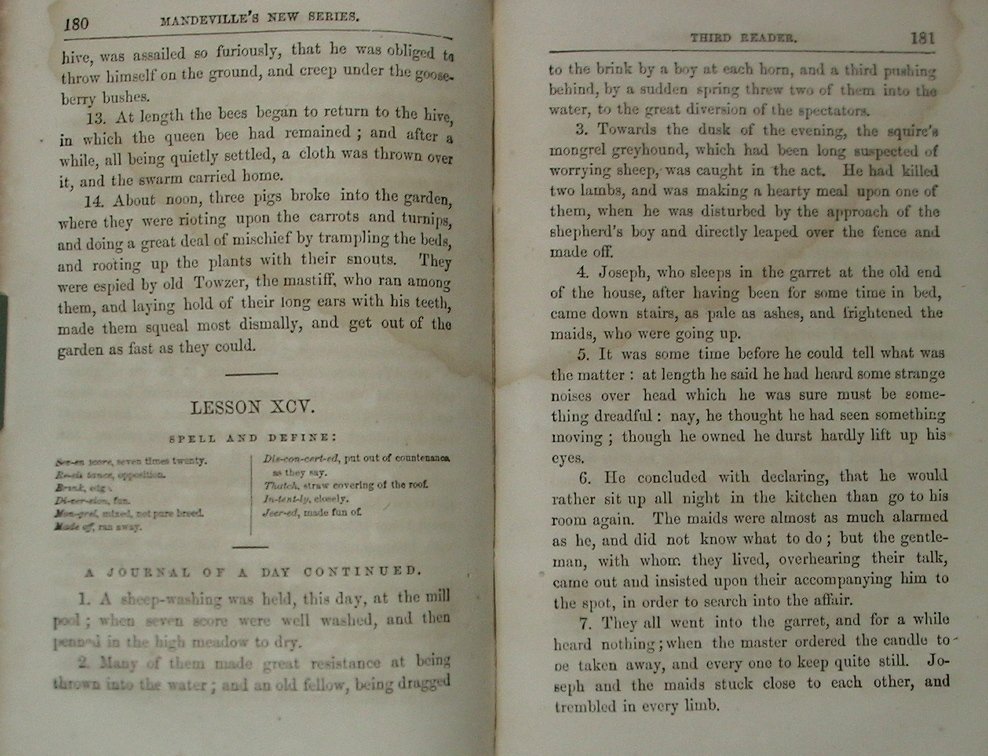 180 MANDEVILLE'S NEW SERIES.
hive, was assailed so furiously, that he was obliged to
throw himself on the ground, and creep under the goose-
berry bushes.
13. At length the bees began to return to the hive,
in which the queen bee had remained ; and after a
while, all being quietly settled, a cloth was thrown over
it, and the swarm carried home.
14. About noon, three pigs broke into the garden,
where they were rioting upon the carrots and turnips,
and doing a great deal of mischief by trampling the beds,
and rooting up the plants with their snouts. They
were espied by old Towzer, the mastiff, who ran among
them, and laying hold of their long ears with his teeth,
made them squeal most dismally, and get out of the
garden as fast as they could.
LESSON XCV.
SPELL AND DEFINE:
Sev-en score, seven times twenty.
Re-sis tance, opposition.
Brink, edge.
Di-ver-sion, fun.
Mon-grel, mixed, not pure breed.
Made off, ran away.
Dis-con-cert-ed, put out of countenance
as they say.
Thatch, straw covering of the roof.
In-tent-ly, closely.
Jeer-ed, made fun of.
A JOURNAL OF A DAY CONTINUED.
1. A sheep-washing was held, this day, at the mill
pool ; when seven score were well washed, and then
penned in the high meadow to dry.
2. Many of them made great resistance at being
thrown into the water ; and an old fellow, being dragged
THIRD READER. 181
to the brink by a boy at each horn, and a third pushing
behind, by a sudden spring threw two of them into the
water, to the great diversion of the spectators.
3. Towards the dusk of the evening, the squire's
mongrel greyhound, which had been long suspected of
worrying sheep, was caught in the act. He had killed
two lambs, and was making a hearty meal upon one of
them, when he was disturbed by the approach of the
shepherd's boy and directly leaped over the fence and
made off.
4. Joseph, who sleeps in the garret at the old end
of the house, after having been for some time in bed,
came down stairs, as pale as ashes, and frightened the
maids, who were going up.
5. It was some time before he could tell what was
the matter : at length he said he had heard some strange
noises over head which he was sure must be some-
thing dreadful : nay, he thought he had seen something
moving ; though he owned he durst hardly lift up his
eyes.
6. He concluded with declaring, that he would
rather sit up all night in the kitchen than go to his
room again. The maids were almost as much alarmed
as he, and did not know what to do ; but the gentle-
man, with whom they lived, overhearing their talk,
came out and insisted upon their accompanying him to
the spot, in order to search into the affair.
7. They all went into the garret, and for a while
heard nothing ; when the master ordered the candle to
be taken away, and every one to keep quite still. Jo-
seph and the maids stuck close to each other, and
trembled in every limb.